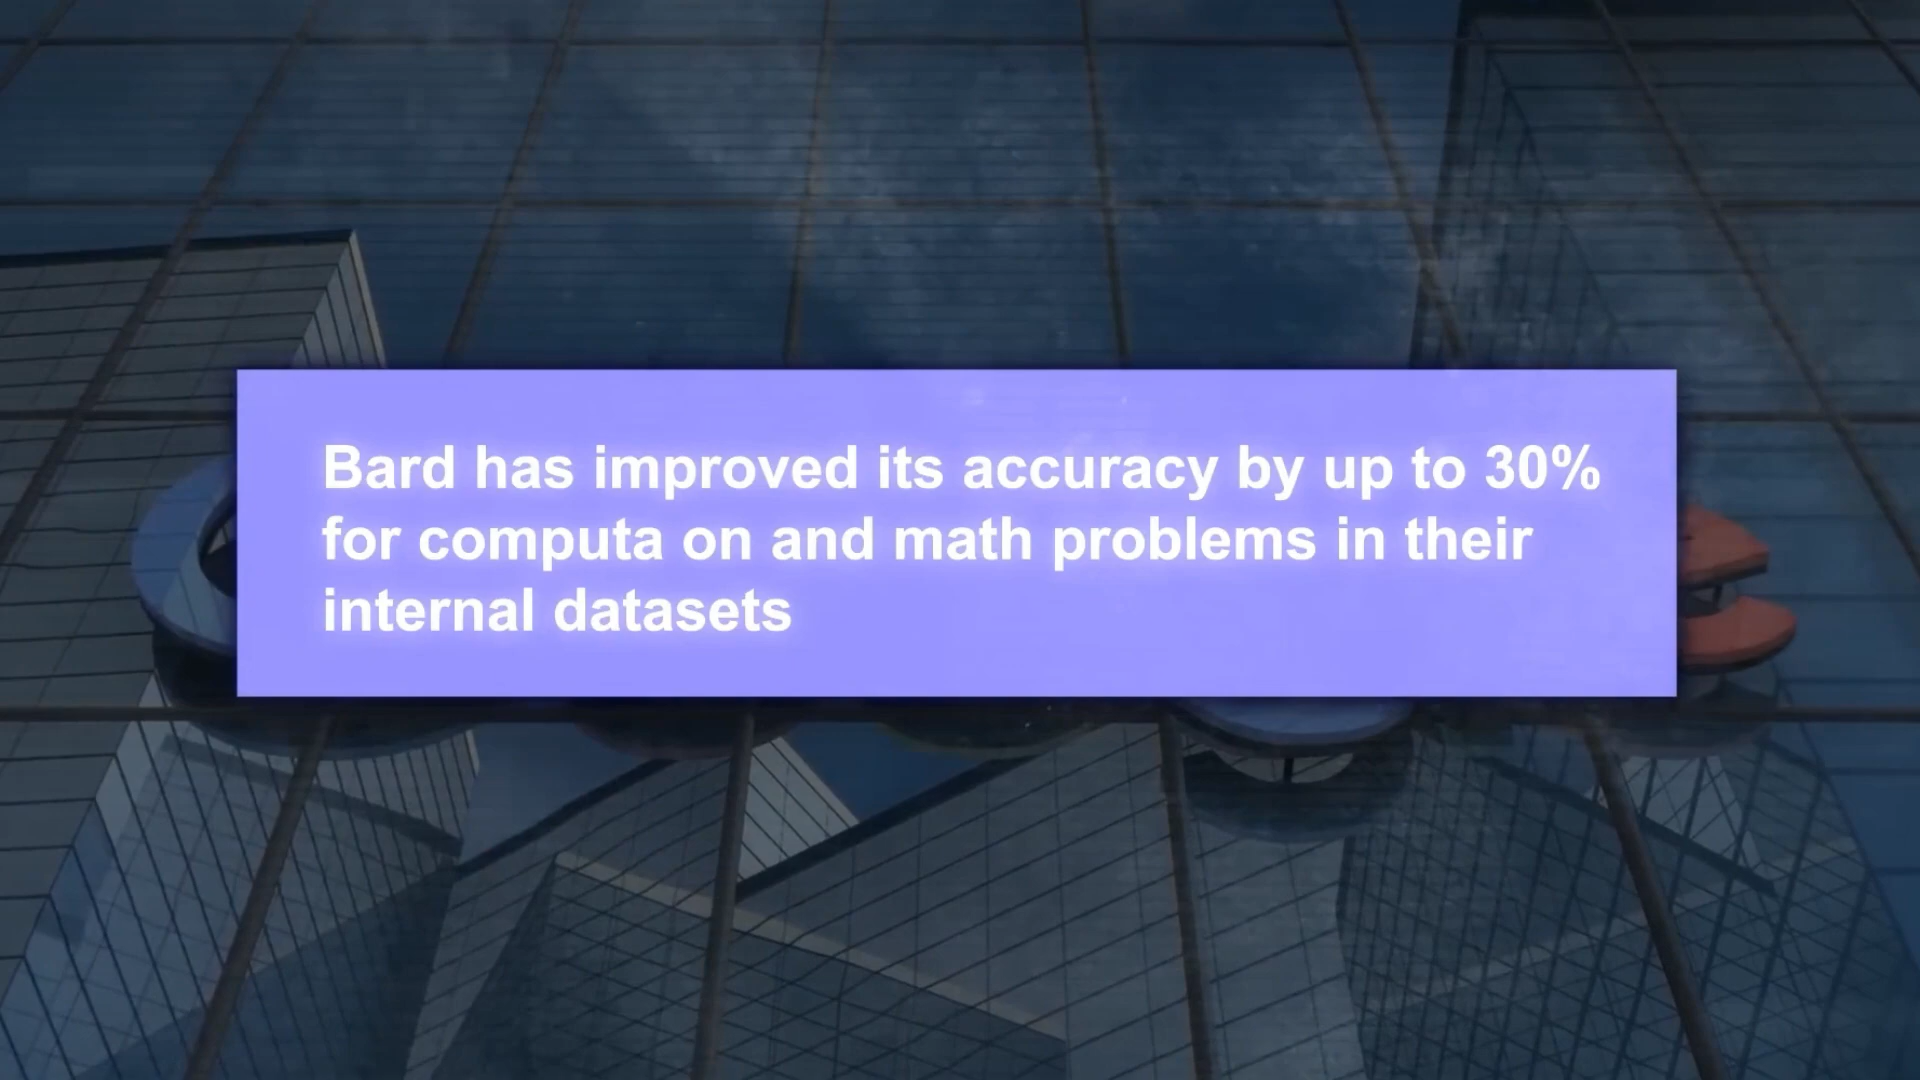 Bard has improved its accuracy by up to 30%
for computa on and math problems in their
internal datasets